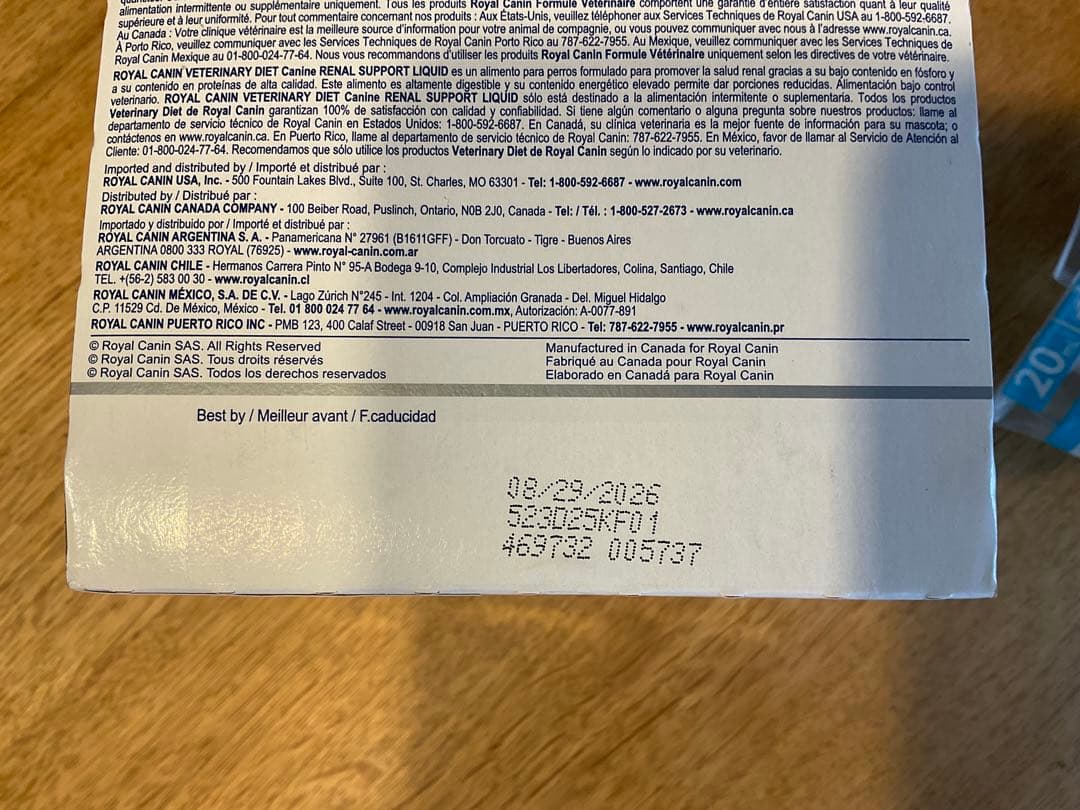 alimentation intermittente ou supplémentaire uniquement. Tous les produits Royal Canin Formule Vétérinaire comportent une garantie d'entière satisfaction quant à leur qualité
supérieure et à leur uniformité. Pour tout commentaire concernant nos produits : Aux États-Unis, veuillez téléphoner aux Services Techniques de Royal Canin USA au 1-800-592-6687.
Au Canada : Votre clinique vétérinaire est la meilleure source d'information pour votre animal de compagnie, ou vous pouvez communiquer avec nous à l'adresse www.royalcanin.ca.
À Porto Rico, veuillez communiquer avec les Services Techniques de Royal Canin Porto Rico au 787-622-7955. Au Mexique, veuillez communiquer avec les Services Techniques de
Royal Canin Mexique au 01-800-024-77-64. Nous vous recommandons d'utiliser les produits Royal Canin Formule Vétérinaire uniquement selon les directives de votre vétérinaire.
ROYAL CANIN VETERINARY DIET Canine RENAL SUPPORT LIQUID es un alimento para perros formulado para promover la salud renal gracias a su bajo contenido en fósforo y
a su contenido en proteínas de alta calidad. Este alimento es altamente digestible y su contenido energético elevado permite dar porciones reducidas. Alimentación bajo control
veterinario. ROYAL CANIN VETERINARY DIET Canine RENAL SUPPORT LIQUID sólo está destinado a la alimentación intermitente o suplementaria. Todos los productos
Veterinary Diet de Royal Canin garantizan 100% de satisfacción con calidad y confiabilidad. Si tiene algún comentario o alguna pregunta sobre nuestros productos: llame al
departamento de servicio técnico de Royal Canin en Estados Unidos: 1-800-592-6687. En Canadá, su clínica veterinaria es la mejor fuente de información para su mascota; o
contáctenos en www.royalcanin.ca. En Puerto Rico, llame al departamento de servicio técnico de Royal Canin: 787-622-7955. En México, favor de llamar al Servicio de Atención al
Cliente: 01-800-024-77-64. Recomendamos que sólo utilice los productos Veterinary Diet de Royal Canin según lo indicado por su veterinario.
Imported and distributed by / Importé et distribué par :
ROYAL CANIN USA, Inc. - 500 Fountain Lakes Blvd., Suite 100, St. Charles, MO 63301 - Tel: 1-800-592-6687 - www.royalcanin.com
Distributed by / Distribué par :
ROYAL CANIN CANADA COMPANY - 100 Beiber Road, Puslinch, Ontario, N0B 2J0, Canada - Tel: / Tél. : 1-800-527-2673 - www.royalcanin.ca
Importado y distribuido por / Importé et distribué par :
ROYAL CANIN ARGENTINA S. A. - Panamericana N° 27961 (B1611GFF) - Don Torcuato - Tigre - Buenos Aires
ARGENTINA 0800 333 ROYAL (76925) - www.royal-canin.com.ar
ROYAL CANIN CHILE - Hermanos Carrera Pinto N° 95-A Bodega 9-10, Complejo Industrial Los Libertadores, Colina, Santiago, Chile
TEL. +(56-2) 583 00 30 - www.royalcanin.cl
ROYAL CANIN MÉXICO, S.A. DE C.V. - Lago Zúrich N°245 - Int. 1204 - Col. Ampliación Granada - Del. Miguel Hidalgo
C.P. 11529 Cd. De México, México - Tel. 01 800 024 77 64 - www.royalcanin.com.mx, Autorización: A-0077-891
ROYAL CANIN PUERTO RICO INC - PMB 123, 400 Calaf Street - 00918 San Juan - PUERTO RICO - Tel: 787-622-7955 - www.royalcanin.pr
© Royal Canin SAS. All Rights Reserved
© Royal Canin SAS. Tous droits réservés
© Royal Canin SAS. Todos los derechos reservados
Manufactured in Canada for Royal Canin
Fabriqué au Canada pour Royal Canin
Elaborado en Canadá para Royal Canin
Best by / Meilleur avant / F.caducidad
08/29/2026
523D25KF01
469732 005737
20